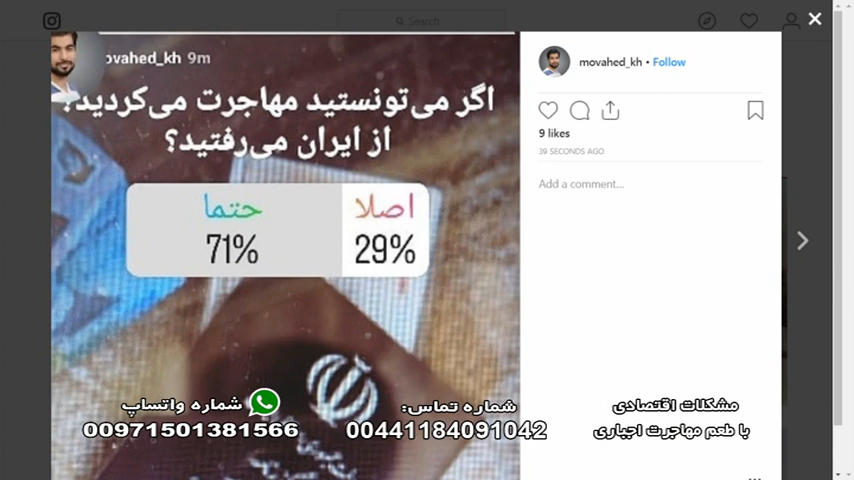 Search
movahed_kh 9m
اگر می‌تونستید مهاجرت می‌کردید؟
از ایران می‌رفتید؟
حتما
71%
اصلا
29%
movahed_kh • Follow
9 likes
39 SECONDS AGO
Add a comment...
شماره واتساپ
00971501381566
شماره تماس:
00441184091042
مشکلات اقتصادی
با طعم مهاجرت اجباری